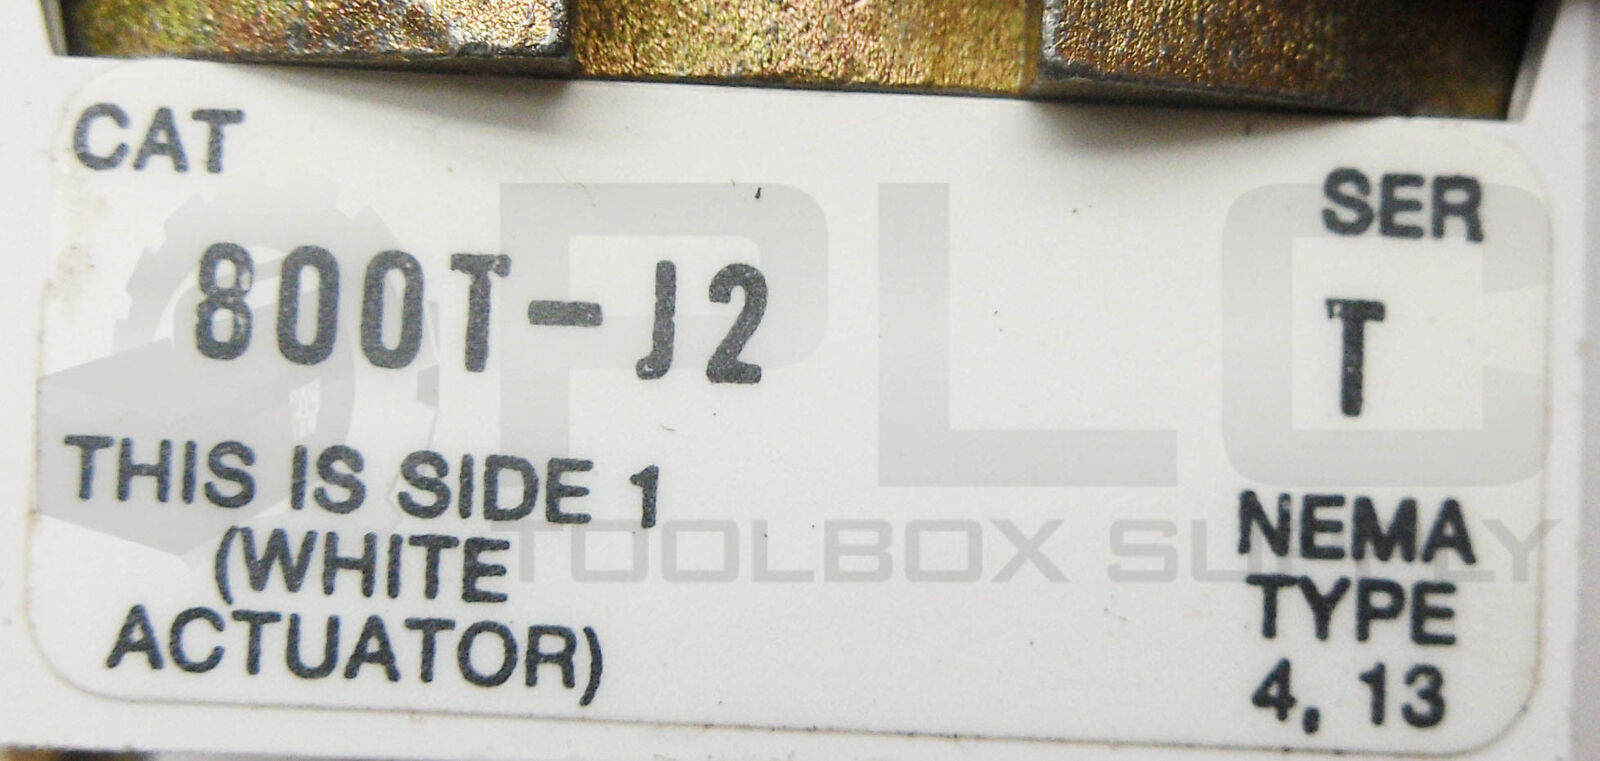 CAT
800T-J2
THIS IS SIDE 1
(WHITE
ACTUATOR)
SER
T
NEMA
TYPE
4, 13
PLC
TOOLBOX SUPPLY